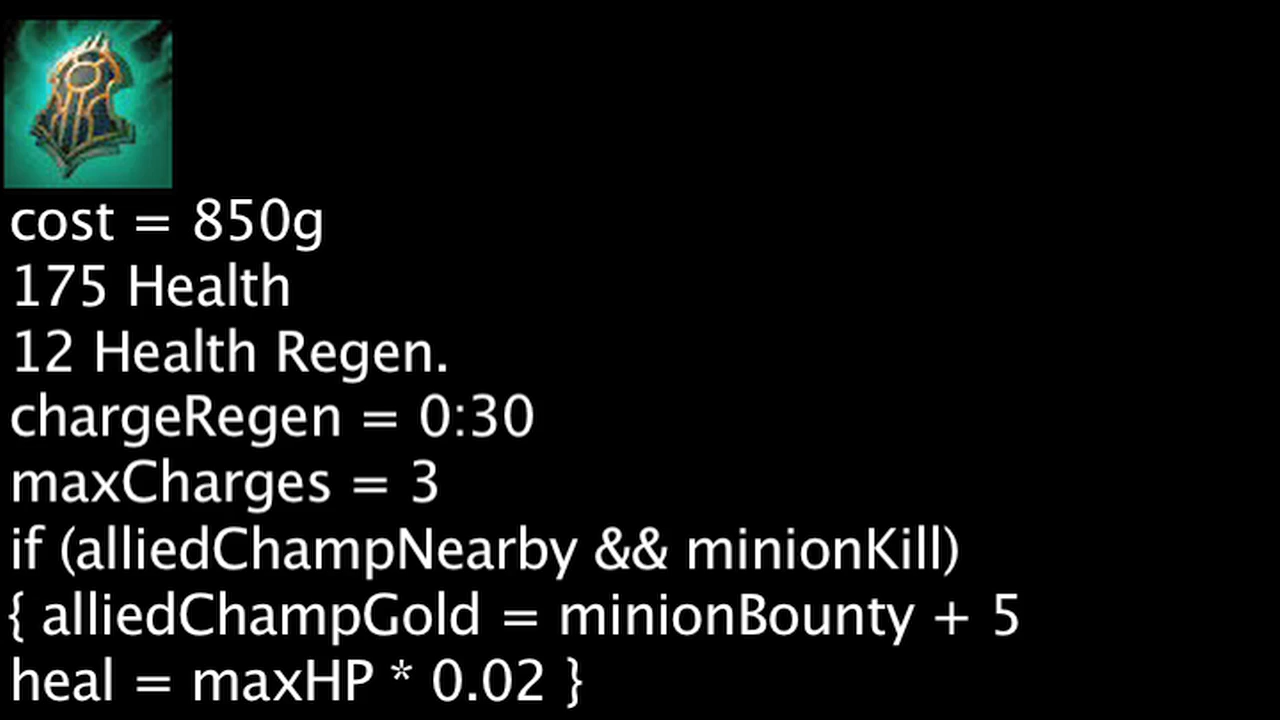 cost = 850g
175 Health
12 Health Regen.
chargeRegen = 0:30
maxCharges = 3
if (alliedChampNearby && minionKill)
{ alliedChampGold = minionBounty + 5
heal = maxHP * 0.02 }